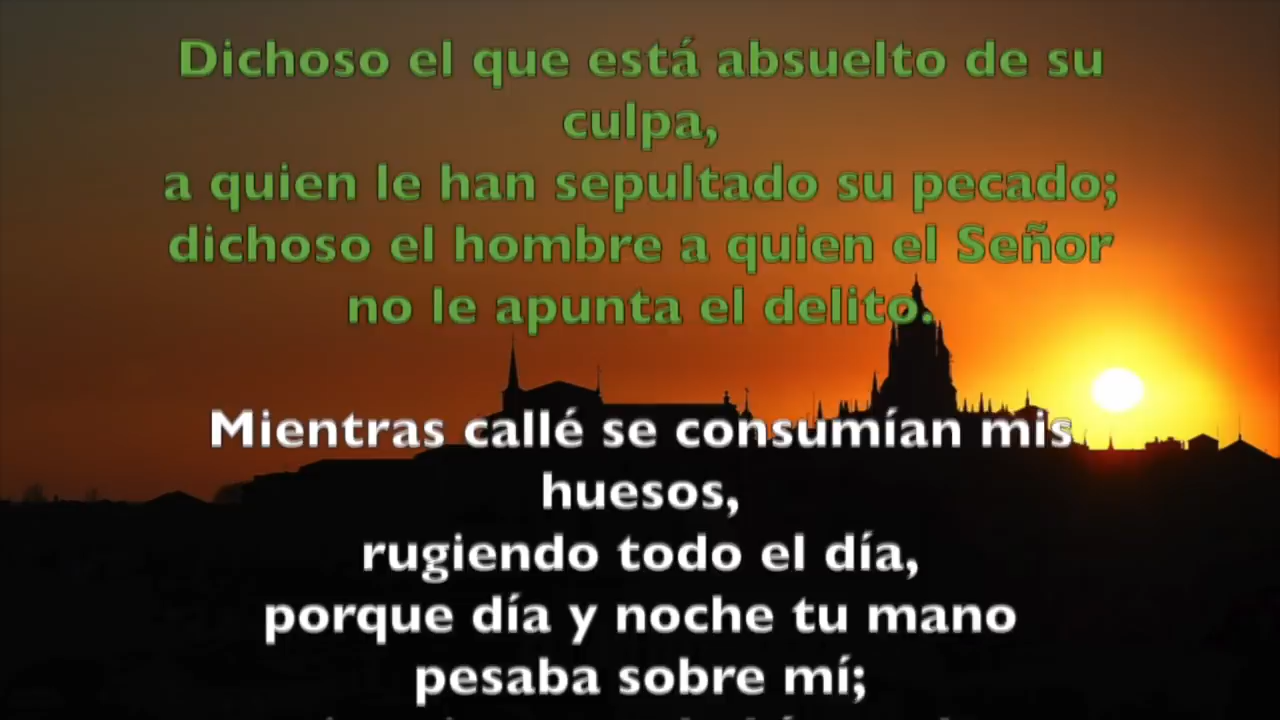 Dichoso el que está absuelto de su
culpa,
a quien le han sepultado su pecado;
dichoso el hombre a quien el Señor
no le apunta el delito.
Mientras callé se consumían mis
huesos,
rugiendo todo el día,
porque día y noche tu mano
pesaba sobre mí;